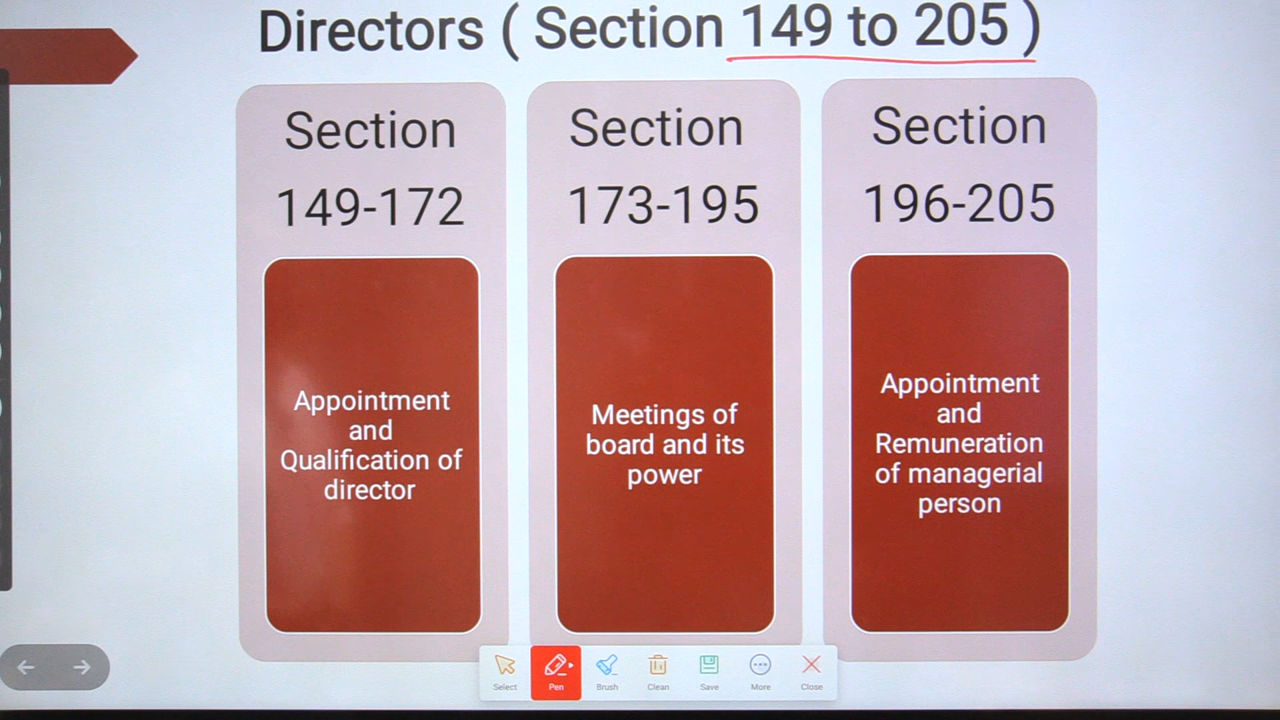 Directors ( Section 149 to 205 )
Section
149-172
Appointment
and
Qualification of
director
Section
173-195
Meetings of
board and its
power
Section
196-205
Appointment
and
Remuneration
of managerial
person
Select
Pen
Brush
Clean
Save
More
Close